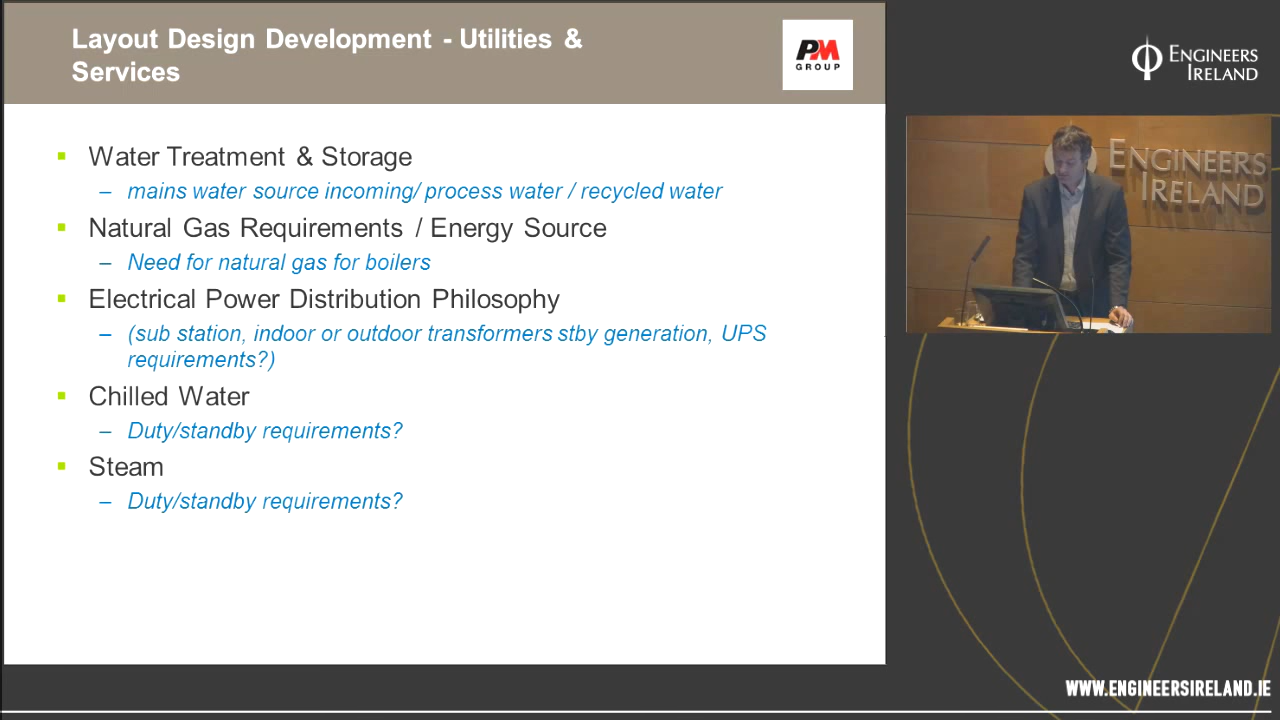 Layout Design Development - Utilities &
Services
PM
GROUP
ENGINEERS
IRELAND
▪ Water Treatment & Storage
– mains water source incoming/ process water / recycled water
▪ Natural Gas Requirements / Energy Source
– Need for natural gas for boilers
▪ Electrical Power Distribution Philosophy
– (sub station, indoor or outdoor transformers stby generation, UPS
requirements?)
▪ Chilled Water
– Duty/standby requirements?
▪ Steam
– Duty/standby requirements?
ENGINEERS
IRELAND
WWW.ENGINEERSIRELAND.IE